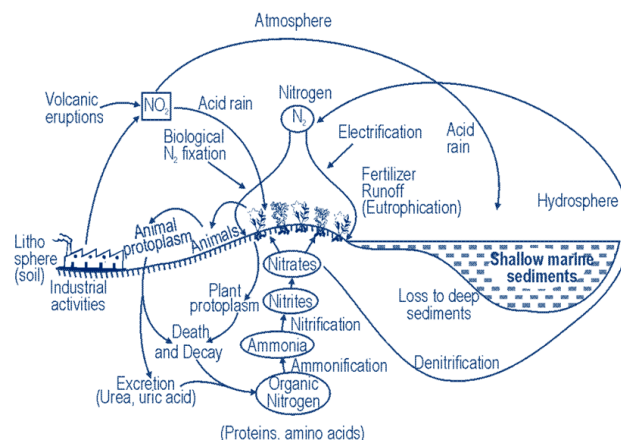 Atmosphere
Nitrogen
Volcanic
eruptions
NO₂
Acid rain
N₂
Biological
N₂ fixation
Electrification
Acid
rain
Fertilizer
Runoff
(Eutrophication)
Hydrosphere
Litho
sphere
(soil)
Animal
protoplasm
Animals
Industrial
activities
Nitrates
Shallow marine
sediments
Plant
protoplasm
Nitrites
Loss to deep
sediments
Nitrification
Death
and Decay
Ammonia
Ammonification
Denitrification
Excretion
(Urea, uric acid)
Organic
Nitrogen
(Proteins, amino acids)